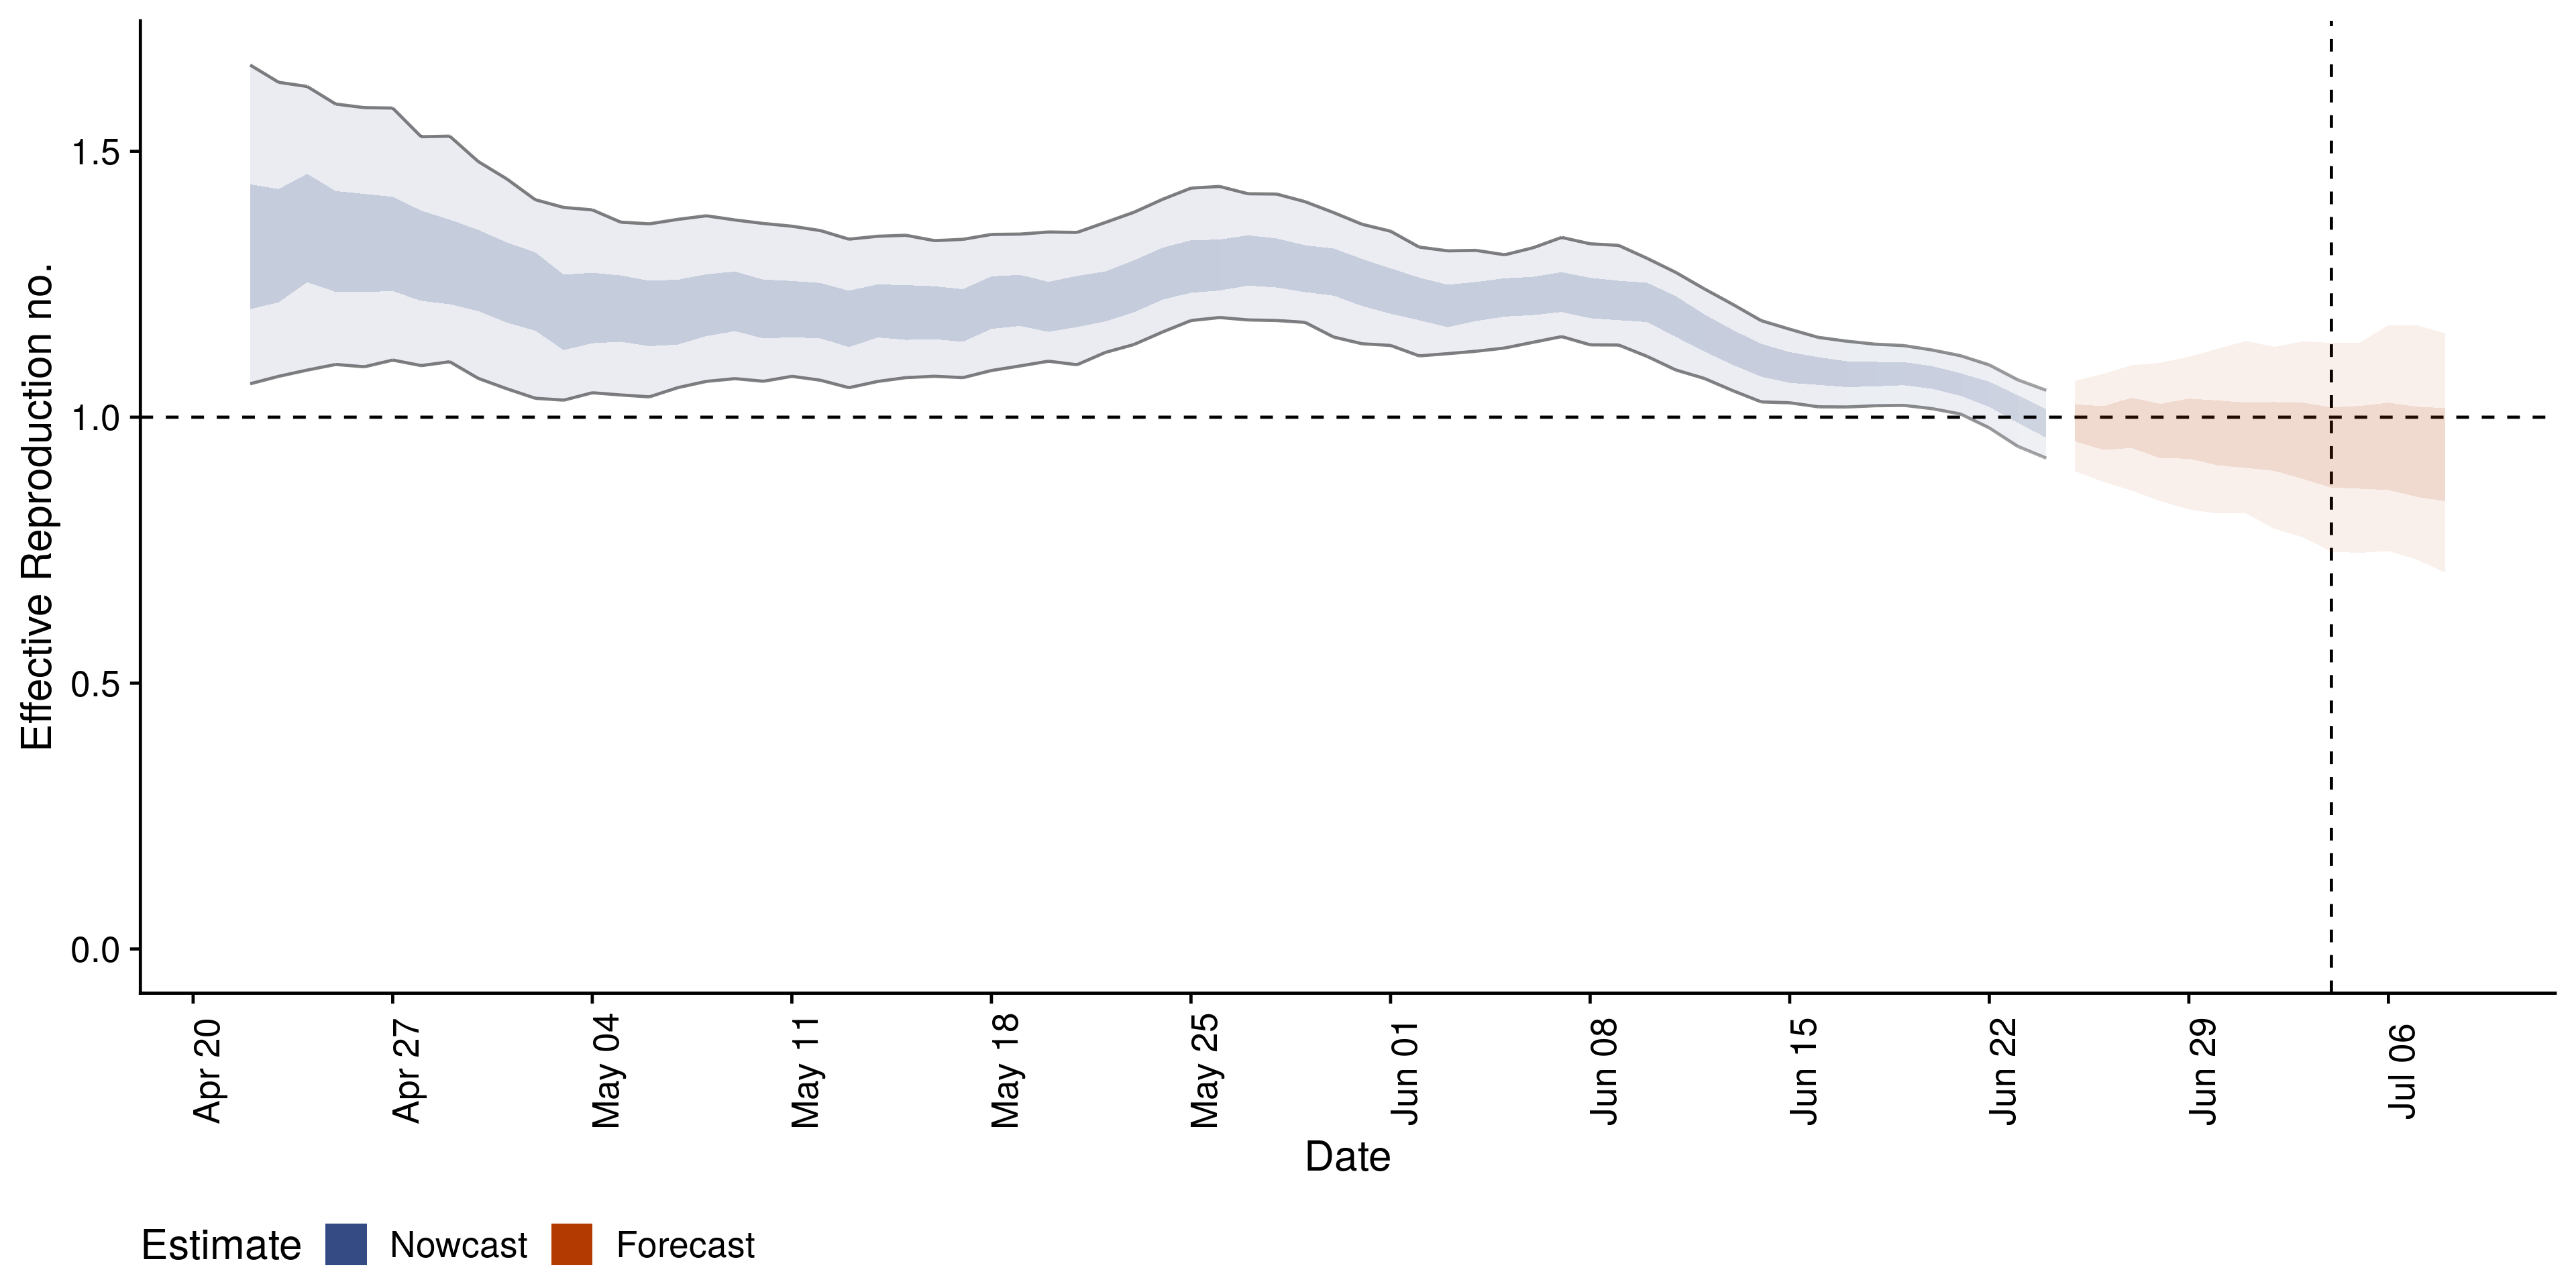 Effective Reproduction no.
1.5
1.0
0.5
0.0
Apr 20
Apr 27
May 04
May 11
May 18
May 25
Jun 01
Jun 08
Jun 15
Jun 22
Jun 29
Jul 06
Date
Estimate Nowcast Forecast